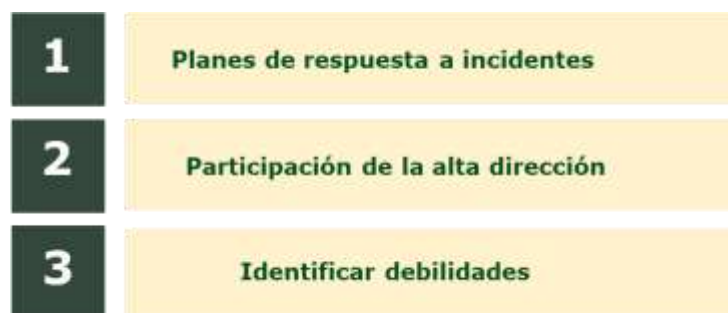 1
Planes de respuesta a incidentes
2
Participación de la alta dirección
3
Identificar debilidades